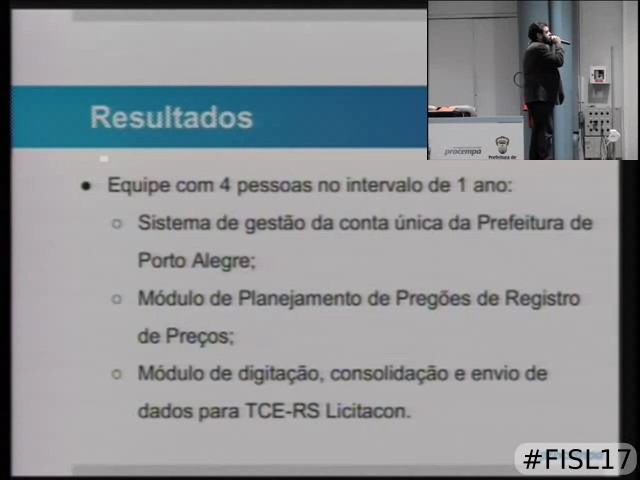 Resultados
procempa
Prefeitura de
● Equipe com 4 pessoas no intervalo de 1 ano:
○ Sistema de gestão da conta única da Prefeitura de
Porto Alegre;
○ Módulo de Planejamento de Pregões de Registro
de Preços;
○ Módulo de digitação, consolidação e envio de
dados para TCE-RS Licitacon.
#FISL17